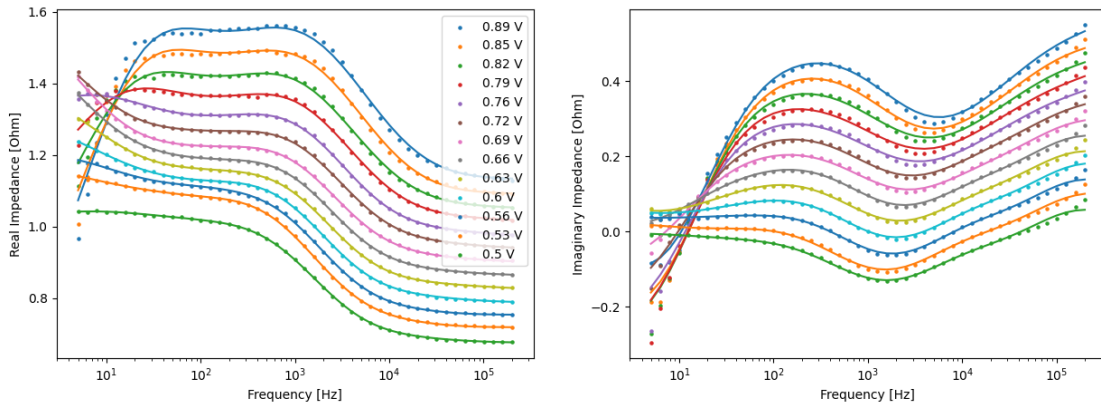 Real Impedance [Ohm]
1.6
1.4
1.2
1.0
0.8
10¹
10²
10³
10⁴
10⁵
Frequency [Hz]
0.89 V
0.85 V
0.82 V
0.79 V
0.76 V
0.72 V
0.69 V
0.66 V
0.63 V
0.6 V
0.56 V
0.53 V
0.5 V
Imaginary Impedance [Ohm]
0.4
0.2
0.0
−0.2
10¹
10²
10³
10⁴
10⁵
Frequency [Hz]